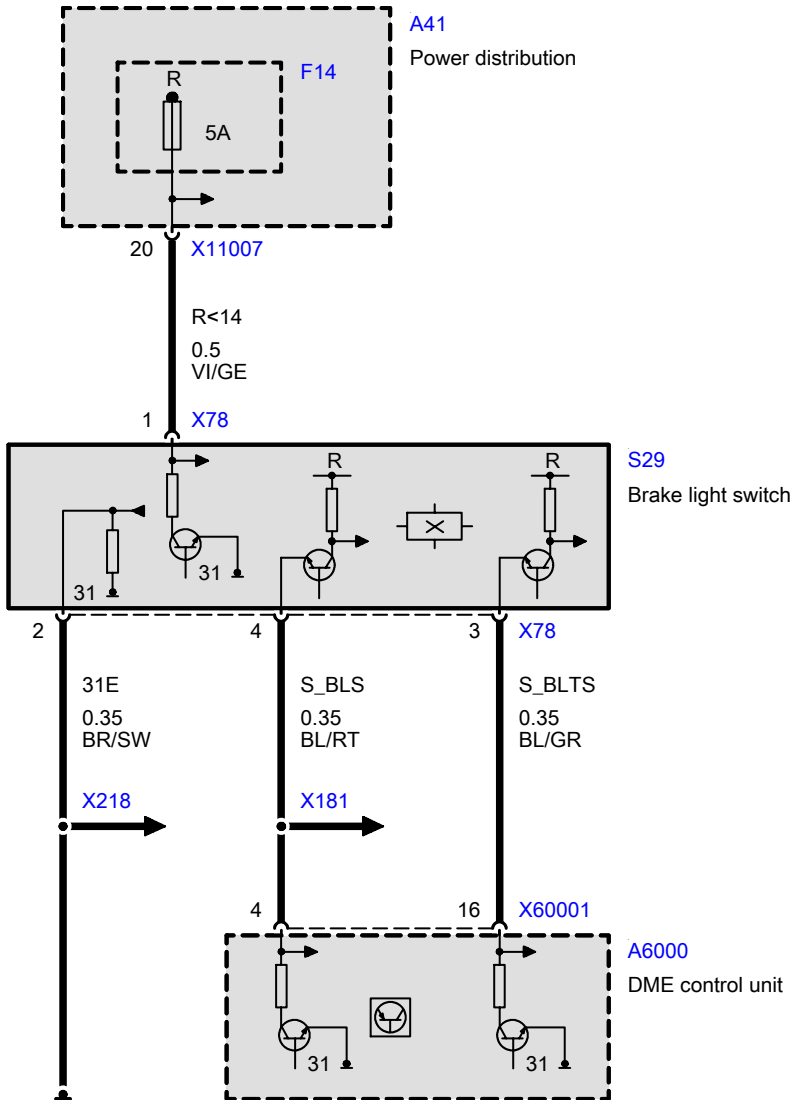 A41
Power distribution
F14
R
5A
20 X11007
R<14
0.5
VI/GE
1 X78
R R
S29
Brake light switch
31
31
2 4 3 X78
31E S_BLS S_BLTS
0.35 0.35 0.35
BR/SW BL/RT BL/GR
X218 X181
4 16 X60001
A6000
DME control unit
31 31